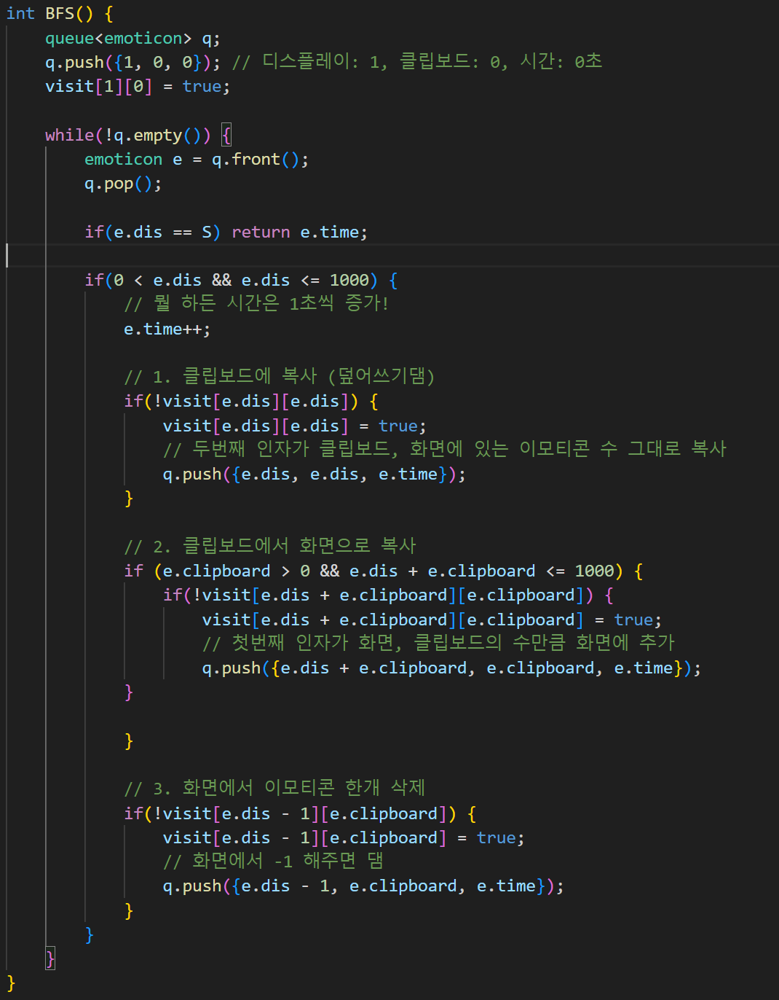 int BFS() {
    queue<emoticon> q;
    q.push({1, 0, 0}); // 디스플레이: 1, 클립보드: 0, 시간: 0초
    visit[1][0] = true;

    while(!q.empty()) {
        emoticon e = q.front();
        q.pop();

        if(e.dis == S) return e.time;

        if(0 < e.dis && e.dis <= 1000) {
            // 뭘 하든 시간은 1초씩 증가!
            e.time++;

            // 1. 클립보드에 복사 (덮어쓰기댐)
            if(!visit[e.dis][e.dis]) {
                visit[e.dis][e.dis] = true;
                // 두번째 인자가 클립보드, 화면에 있는 이모티콘 수 그대로 복사
                q.push({e.dis, e.dis, e.time});
            }

            // 2. 클립보드에서 화면으로 복사
            if (e.clipboard > 0 && e.dis + e.clipboard <= 1000) {
                if(!visit[e.dis + e.clipboard][e.clipboard]) {
                    visit[e.dis + e.clipboard][e.clipboard] = true;
                    // 첫번째 인자가 화면, 클립보드의 수만큼 화면에 추가
                    q.push({e.dis + e.clipboard, e.clipboard, e.time});
            }

            }

            // 3. 화면에서 이모티콘 한개 삭제
            if(!visit[e.dis - 1][e.clipboard]) {
                visit[e.dis - 1][e.clipboard] = true;
                // 화면에서 -1 해주면 댐
                q.push({e.dis - 1, e.clipboard, e.time});
            }
        }
    }
}